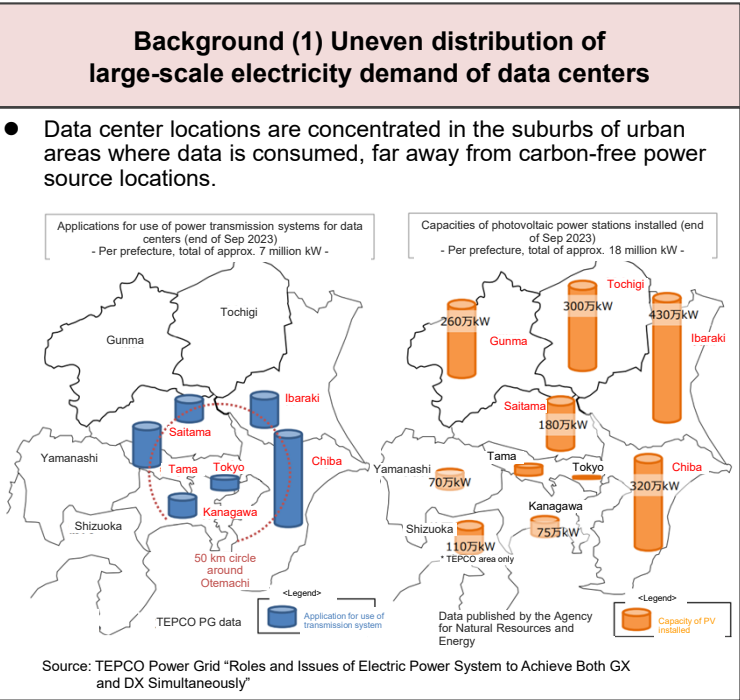 Background (1) Uneven distribution of
large-scale electricity demand of data centers
● Data center locations are concentrated in the suburbs of urban
areas where data is consumed, far away from carbon-free power
source locations.
Applications for use of power transmission systems for data
centers (end of Sep 2023)
- Per prefecture, total of approx. 7 million kW -
Tochigi
Gunma
Ibaraki
Saitama
Yamanashi
Tama
Tokyo
Chiba
Kanagawa
Shizuoka
50 km circle
around
Otemachi
TEPCO PG data
<Legend>
Application for use of
transmission system
Capacities of photovoltaic power stations installed (end
of Sep 2023)
- Per prefecture, total of approx. 18 million kW -
Tochigi
300万kW
260万kW
430万kW
Gunma
Ibaraki
Saitama
180万kW
Tama
Tokyo
Chiba
Yamanashi
70万kW
320万kW
Kanagawa
Shizuoka
75万kW
110万kW
* TEPCO area only
Data published by the Agency
for Natural Resources and
Energy
<Legend>
Capacity of PV
installed
Source: TEPCO Power Grid “Roles and Issues of Electric Power System to Achieve Both GX
and DX Simultaneously”